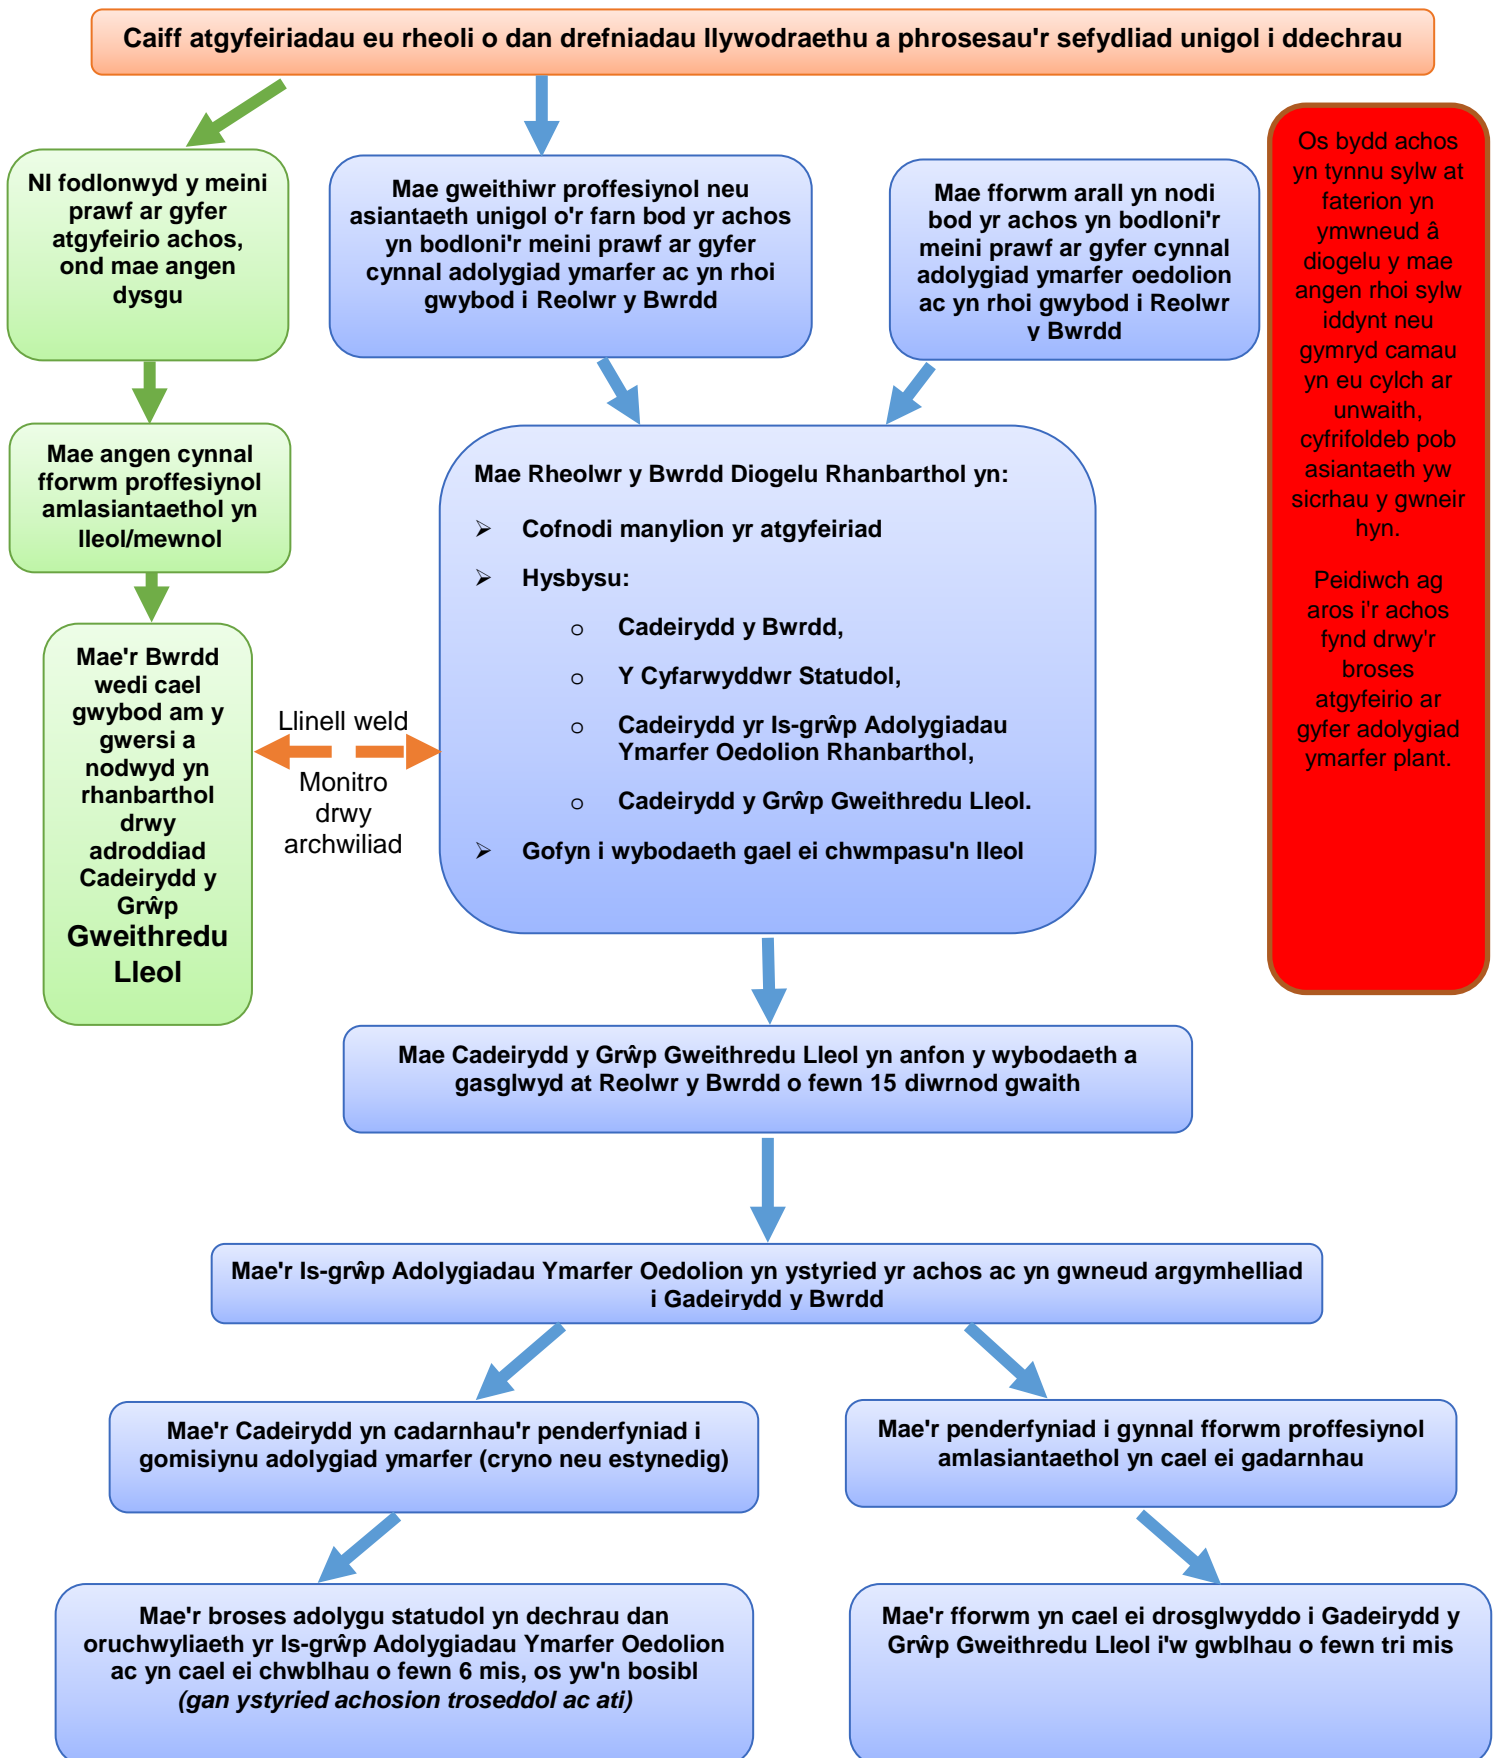 Caiff atgyfeiriadau eu rheoli o dan drefniadau llywodraethu a phrosesau'r sefydliad unigol i ddechrau
NI fodlonwyd y meini
prawf ar gyfer
atgyfeirio achos,
ond mae angen
dysgu
Mae gweithiwr proffesiynol neu
asiantaeth unigol o'r farn bod yr achos
yn bodloni'r meini prawf ar gyfer
cynnal adolygiad ymarfer ac yn rhoi
gwybod i Reolwr y Bwrdd
Mae fforwm arall yn nodi
bod yr achos yn bodloni'r
meini prawf ar gyfer cynnal
adolygiad ymarfer oedolion
ac yn rhoi gwybod i Reolwr
y Bwrdd
Os bydd achos
yn tynnu sylw at
faterion yn
ymwneud â
diogelu y mae
angen rhoi sylw
iddynt neu
gymryd camau
yn eu cylch ar
unwaith,
cyfrifoldeb pob
asiantaeth yw
sicrhau y gwneir
hyn.
Peidiwch ag
aros i'r achos
fynd drwy'r
broses
atgyfeirio ar
gyfer adolygiad
ymarfer plant.
Mae angen cynnal
fforwm proffesiynol
amlasiantaethol yn
lleol/mewnol
Mae'r Bwrdd
wedi cael
gwybod am y
gwersi a
nodwyd yn
rhanbarthol
drwy
adroddiad
Cadeirydd y
Grŵp
Gweithredu
Lleol
Llinell weld
Monitro
drwy
archwiliad
Mae Rheolwr y Bwrdd Diogelu Rhanbarthol yn:
➢ Cofnodi manylion yr atgyfeiriad
➢ Hysbysu:
o Cadeirydd y Bwrdd,
o Y Cyfarwyddwr Statudol,
o Cadeirydd yr Is-grŵp Adolygiadau
Ymarfer Oedolion Rhanbarthol,
o Cadeirydd y Grŵp Gweithredu Lleol.
➢ Gofyn i wybodaeth gael ei chwmpasu'n lleol
Mae Cadeirydd y Grŵp Gweithredu Lleol yn anfon y wybodaeth a
gasglwyd at Reolwr y Bwrdd o fewn 15 diwrnod gwaith
Mae'r Is-grŵp Adolygiadau Ymarfer Oedolion yn ystyried yr achos ac yn gwneud argymhelliad
i Gadeirydd y Bwrdd
Mae'r Cadeirydd yn cadarnhau'r penderfyniad i
gomisiynu adolygiad ymarfer (cryno neu estynedig)
Mae'r penderfyniad i gynnal fforwm proffesiynol
amlasiantaethol yn cael ei gadarnhau
Mae'r broses adolygu statudol yn dechrau dan
oruchwyliaeth yr Is-grŵp Adolygiadau Ymarfer Oedolion
ac yn cael ei chwblhau o fewn 6 mis, os yw'n bosibl
(gan ystyried achosion troseddol ac ati)
Mae'r fforwm yn cael ei drosglwyddo i Gadeirydd y
Grŵp Gweithredu Lleol i'w gwblhau o fewn tri mis